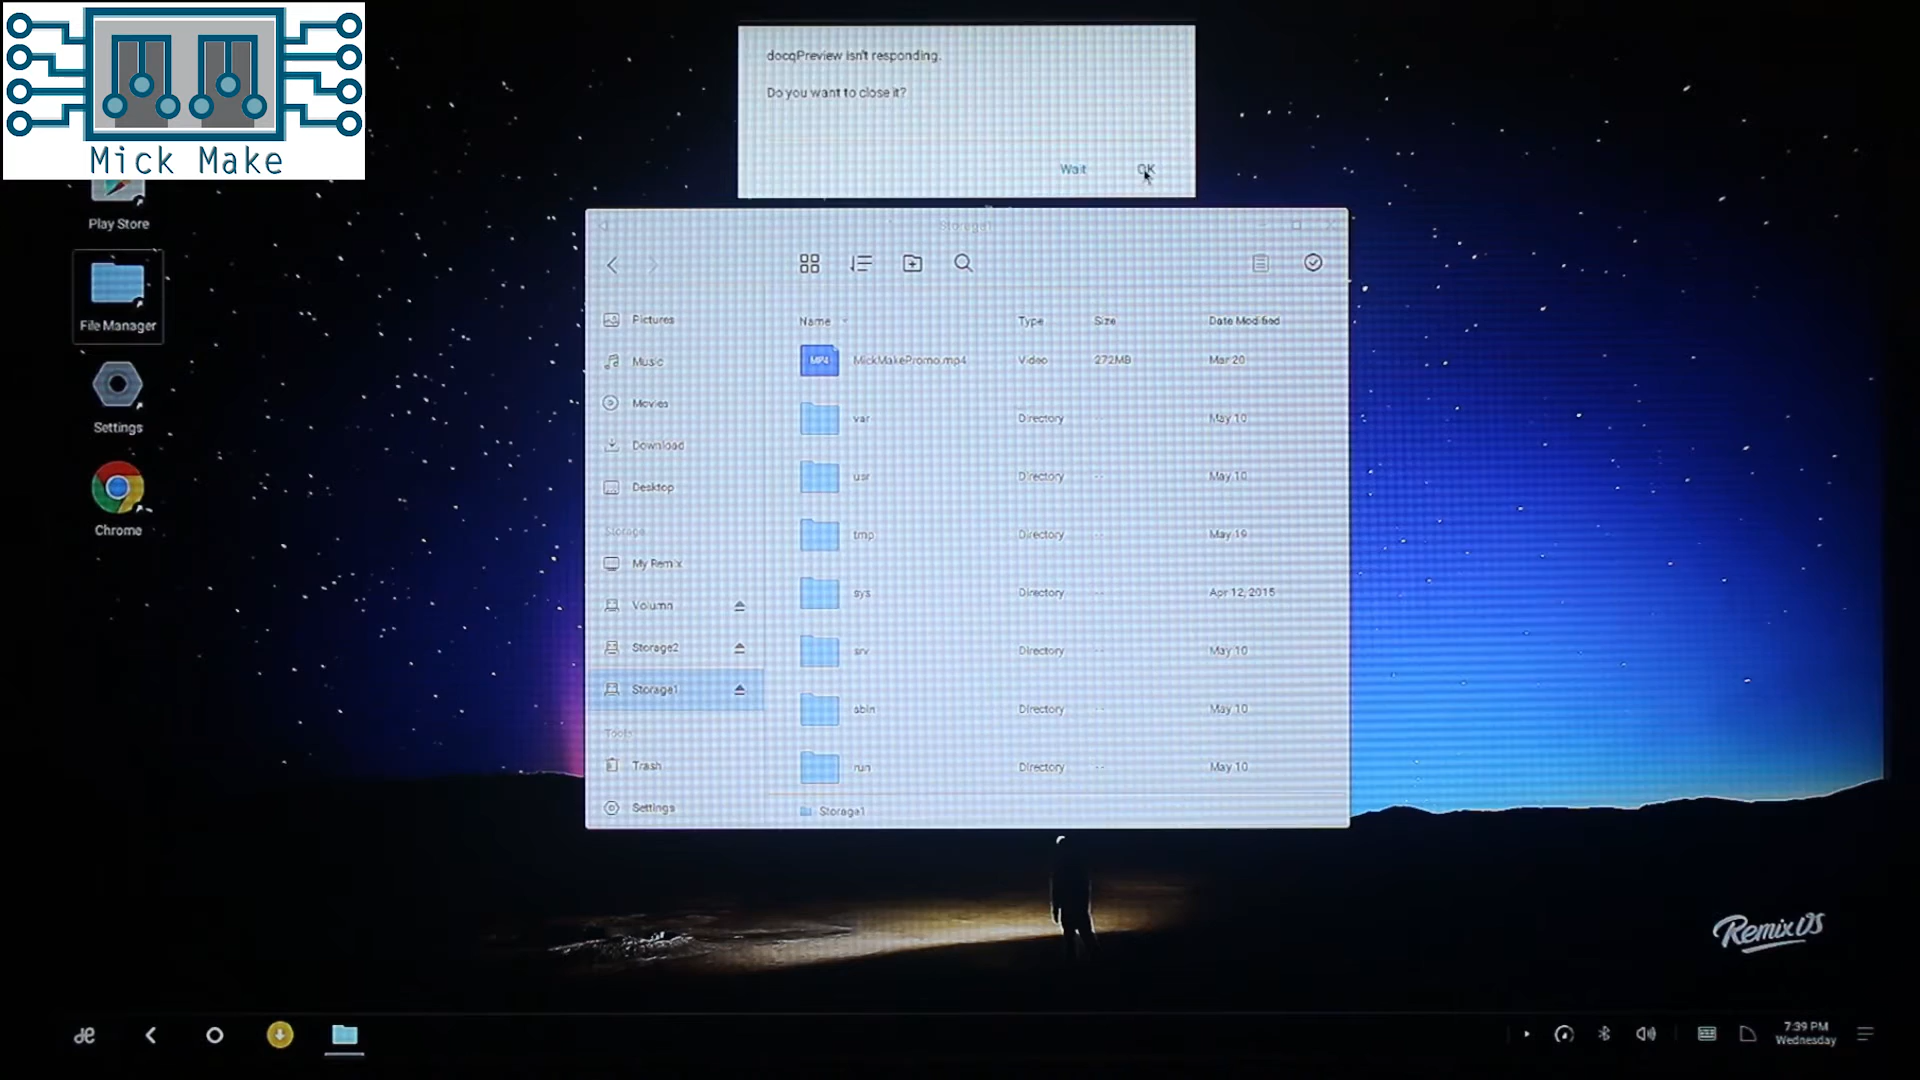 Mick Make
docqPreview isn't responding.
Do you want to close it?
Wait OK
Play Store
File Manager
Settings
Chrome
Storage1
Pictures
Music
Movies
Download
Desktop
Storage
My Remix
Volumn
Storage2
Storage1
Tools
Trash
Settings
Name Type Size Date Modified
MP4 MickMakePromo.mp4 Video 272MB Mar 20
var Directory -- May 10
usr Directory -- May 10
tmp Directory -- May 19
sys Directory -- Apr 12, 2015
srv Directory -- May 10
sbin Directory -- May 10
run Directory -- May 10
Storage1
Remix OS
7:39 PM
Wednesday